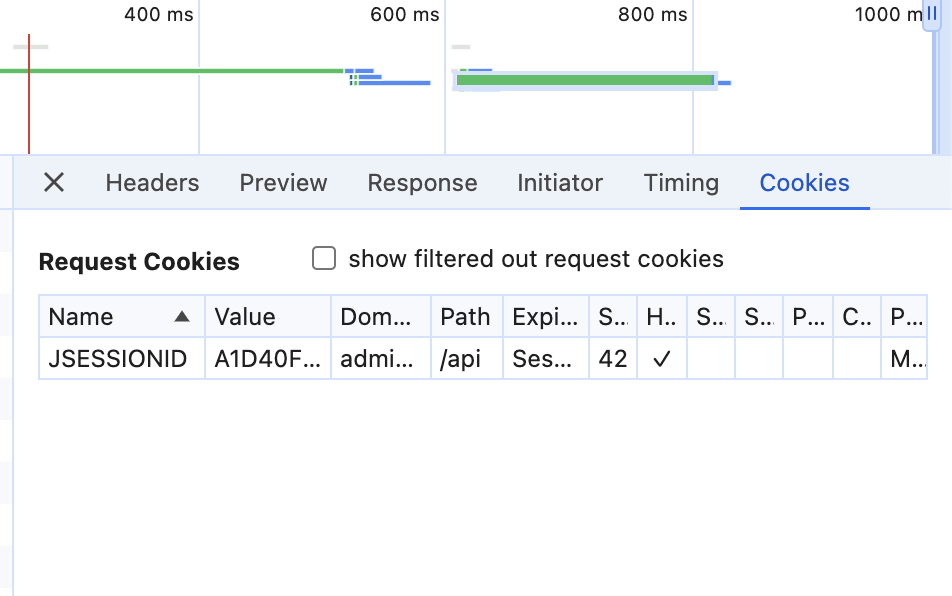 400 ms 600 ms 800 ms 1000 m
Headers Preview Response Initiator Timing Cookies
Request Cookies show filtered out request cookies
Name Value Dom... Path Expi... S... H.. S... S... P... C.. P...
JSESSIONID A1D40F... admi... /api Ses... 42 ✓ M...